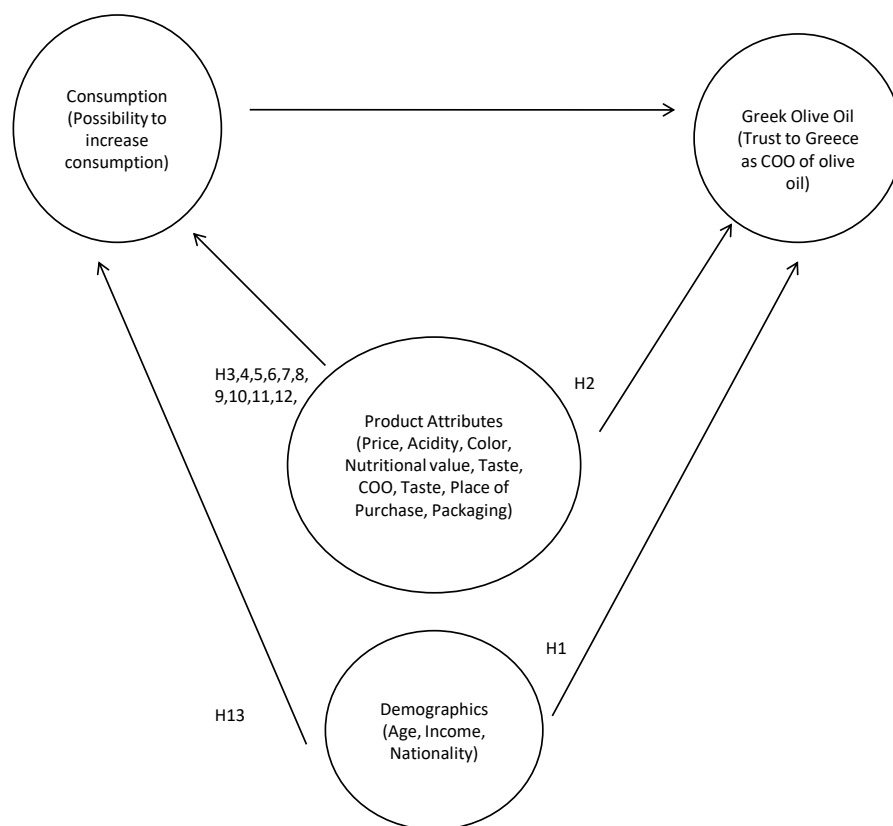 Consumption
(Possibility to
increase
consumption)
Greek Olive Oil
(Trust to Greece
as COO of olive
oil)
H3,4,5,6,7,8,
9,10,11,12,
H2
Product Attributes
(Price, Acidity, Color,
Nutritional value, Taste,
COO, Taste, Place of
Purchase, Packaging)
H1
H13
Demographics
(Age, Income,
Nationality)